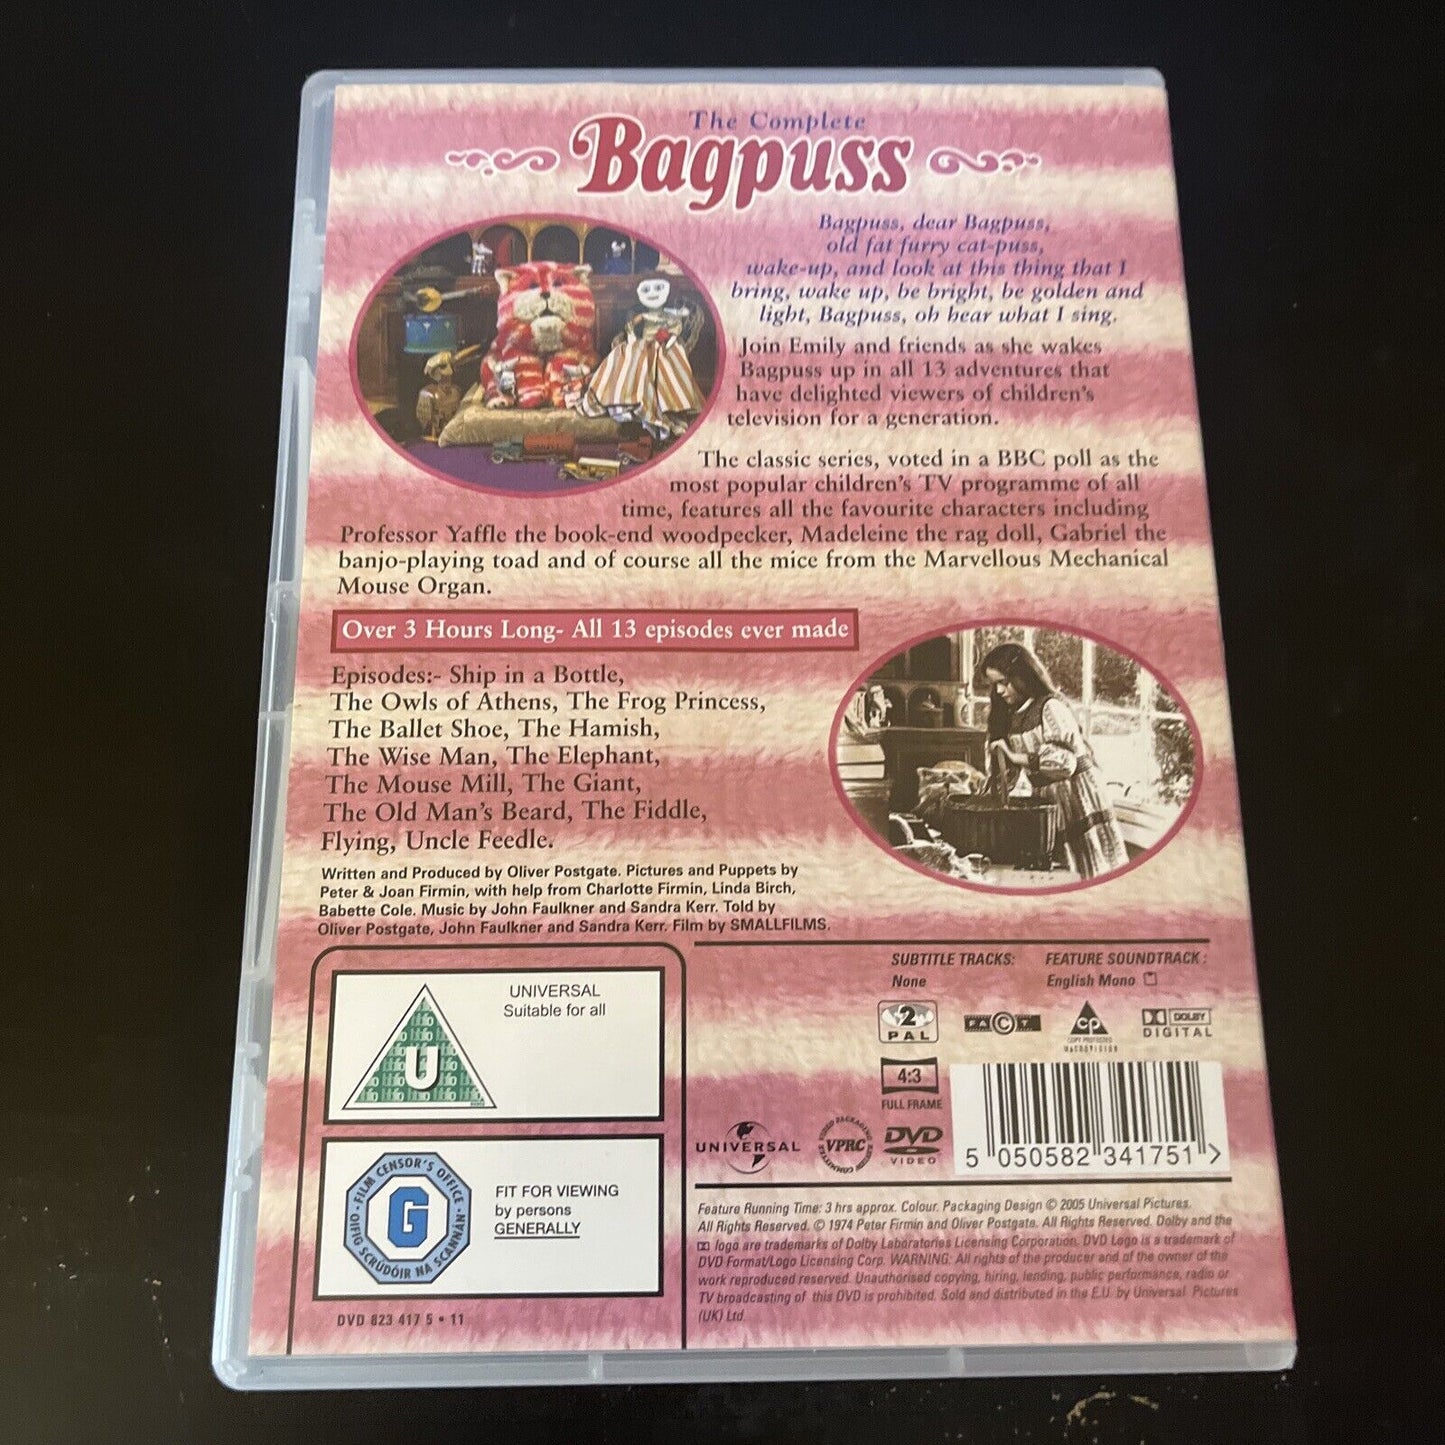 The Complete
Bagpuss
Bagpuss, dear Bagpuss,
old fat furry cat-puss,
wake-up, and look at this thing that I
bring, wake up, be bright, be golden and
light, Bagpuss, oh hear what I sing.
Join Emily and friends as she wakes
Bagpuss up in all 13 adventures that
have delighted viewers of children's
television for a generation.
The classic series, voted in a BBC poll as the
most popular children's TV programme of all
time, features all the favourite characters including
Professor Yaffle the book-end woodpecker, Madeleine the rag doll, Gabriel the
banjo-playing toad and of course all the mice from the Marvellous Mechanical
Mouse Organ.
Over 3 Hours Long- All 13 episodes ever made
Episodes:- Ship in a Bottle,
The Owls of Athens, The Frog Princess,
The Ballet Shoe, The Hamish,
The Wise Man, The Elephant,
The Mouse Mill, The Giant,
The Old Man's Beard, The Fiddle,
Flying, Uncle Feedle.
Written and Produced by Oliver Postgate. Pictures and Puppets by
Peter & Joan Firmin, with help from Charlotte Firmin, Linda Birch,
Babette Cole. Music by John Faulkner and Sandra Kerr. Told by
Oliver Postgate, John Faulkner and Sandra Kerr. Film by SMALLFILMS.
UNIVERSAL
Suitable for all
U
FILM CENSOR'S OFFICE
G
OIFIG SCRÚDÓIR NA SCANNÁN
FIT FOR VIEWING
by persons
GENERALLY
DVD 823 417 5 • 11
SUBTITLE TRACKS:
None
FEATURE SOUNDTRACK :
English Mono
2
PAL
FACT
CP
COPY PROTECTED
MACROVISION
DOLBY
DIGITAL
4:3
FULL FRAME
UNIVERSAL
VIDEO PACKAGING REVIEW COMMITTEE
VPRC
DVD
VIDEO
5 050582 341751 >
Feature Running Time: 3 hrs approx. Colour. Packaging Design © 2005 Universal Pictures.
All Rights Reserved. © 1974 Peter Firmin and Oliver Postgate. All Rights Reserved. Dolby and the
logo are trademarks of Dolby Laboratories Licensing Corporation. DVD Logo is a trademark of
DVD Format/Logo Licensing Corp. WARNING: All rights of the producer and of the owner of the
work reproduced reserved. Unauthorised copying, hiring, lending, public performance, radio or
TV broadcasting of this DVD is prohibited. Sold and distributed in the E.U. by Universal Pictures
(UK) Ltd.